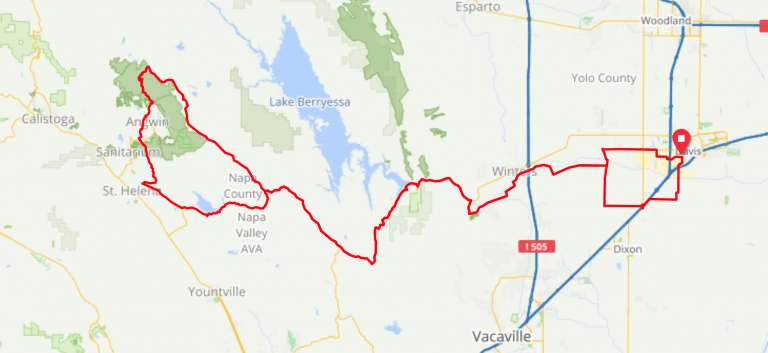 Esparto
Woodland
Yolo County
Lake Berryessa
Calistoga
Angwin
Sanitarium
Davis
Winters
St. Helena
Napa
County
Napa
Valley
AVA
I 505
Dixon
Yountville
Vacaville